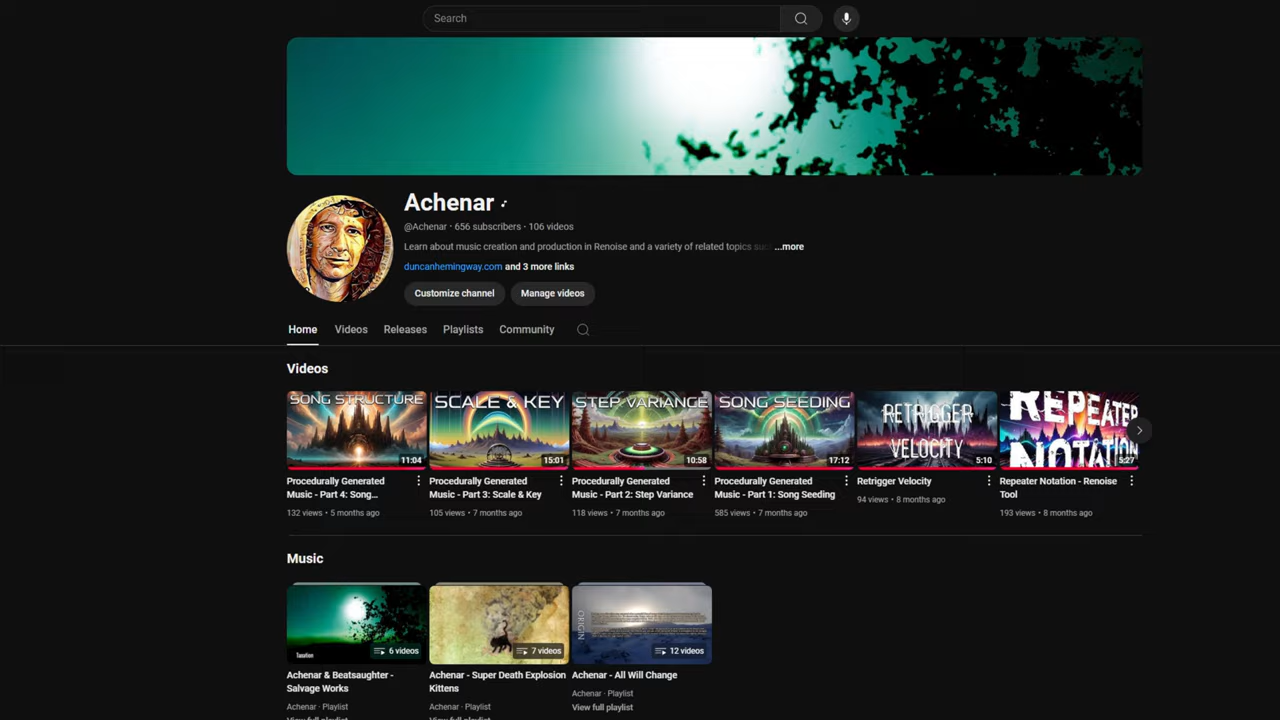 Search
Achenar
@Achenar · 656 subscribers · 106 videos
Learn about music creation and production in Renoise and a variety of related topics ...more
duncanhemingway.com and 3 more links
Customize channel
Manage videos
Home
Videos
Releases
Playlists
Community
Videos
SONG STRUCTURE
11:04
SCALE & KEY
15:01
STEP VARIANCE
10:58
SONG SEEDING
17:12
RETRIGGER
VELOCITY
5:10
REPEATER
NOTATION
5:27
Procedurally Generated
Music - Part 4: Song...
132 views • 5 months ago
Procedurally Generated
Music - Part 3: Scale & Key
105 views • 7 months ago
Procedurally Generated
Music - Part 2: Step Variance
118 views • 7 months ago
Procedurally Generated
Music - Part 1: Song Seeding
585 views • 7 months ago
Retrigger Velocity
94 views • 8 months ago
Repeater Notation - Renoise
Tool
193 views • 8 months ago
Music
Taxation
6 videos
7 videos
ORIGIN
12 videos
Achenar & Beatsaughter -
Salvage Works
Achenar · Playlist
View full playlist
Achenar - Super Death Explosion
Kittens
Achenar · Playlist
View full playlist
Achenar - All Will Change
Achenar · Playlist
View full playlist